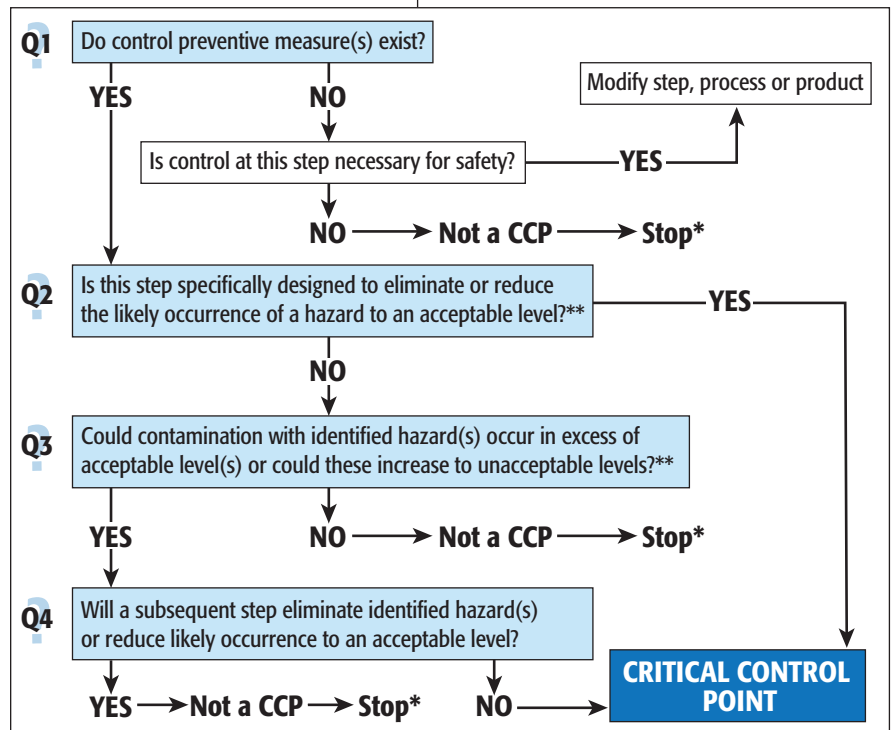 Q1 Do control preventive measure(s) exist?
YES NO
Modify step, process or product
Is control at this step necessary for safety? YES
NO Not a CCP Stop*
Q2 Is this step specifically designed to eliminate or reduce
the likely occurrence of a hazard to an acceptable level?** YES
NO
Q3 Could contamination with identified hazard(s) occur in excess of
acceptable level(s) or could these increase to unacceptable levels?**
YES NO Not a CCP Stop*
Q4 Will a subsequent step eliminate identified hazard(s)
or reduce likely occurrence to an acceptable level?
YES Not a CCP Stop* NO
CRITICAL CONTROL
POINT